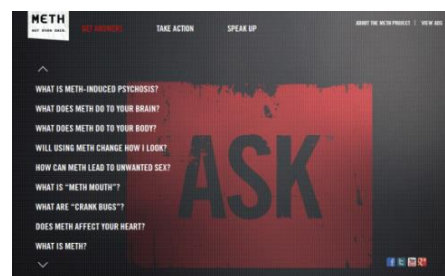 METH
NOT EVEN ONCE.
GET ANSWERS
TAKE ACTION
SPEAK UP
ABOUT THE METH PROJECT | VIEW ADS
WHAT IS METH-INDUCED PSYCHOSIS?
WHAT DOES METH DO TO YOUR BRAIN?
WHAT DOES METH DO TO YOUR BODY?
WILL USING METH CHANGE HOW I LOOK?
HOW CAN METH LEAD TO UNWANTED SEX?
WHAT IS “METH MOUTH”?
WHAT ARE “CRANK BUGS”?
DOES METH AFFECT YOUR HEART?
WHAT IS METH?
ASK